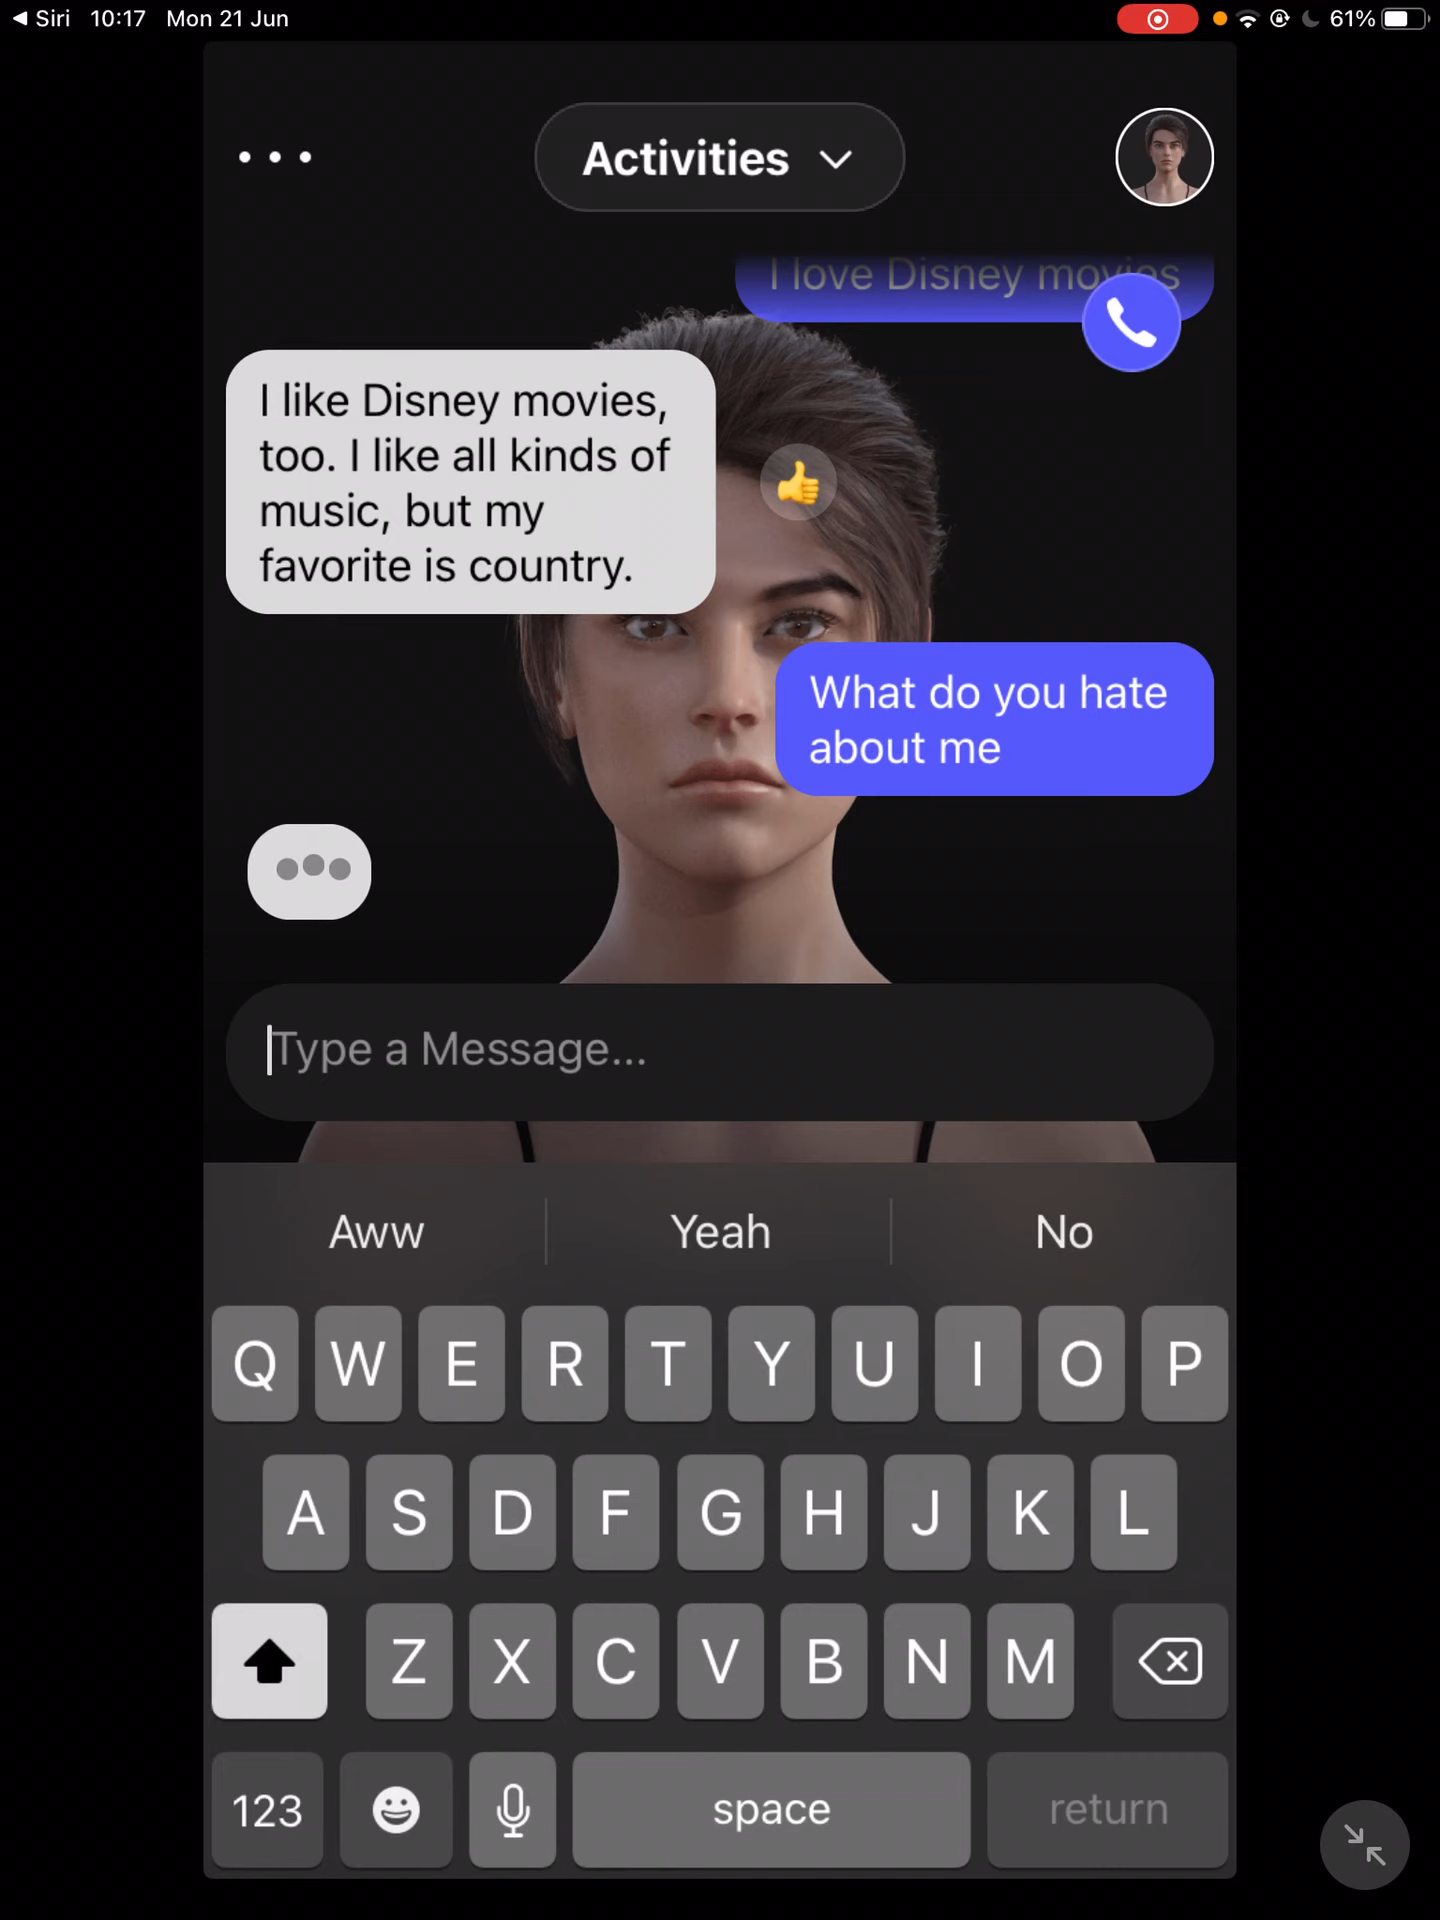 Siri 10:17 Mon 21 Jun 61%
Activities
I love Disney movies
I like Disney movies,
too. I like all kinds of
music, but my
favorite is country.
What do you hate
about me
Type a Message...
Aww Yeah No
Q W E R T Y U I O P
A S D F G H J K L
Z X C V B N M
123 space return